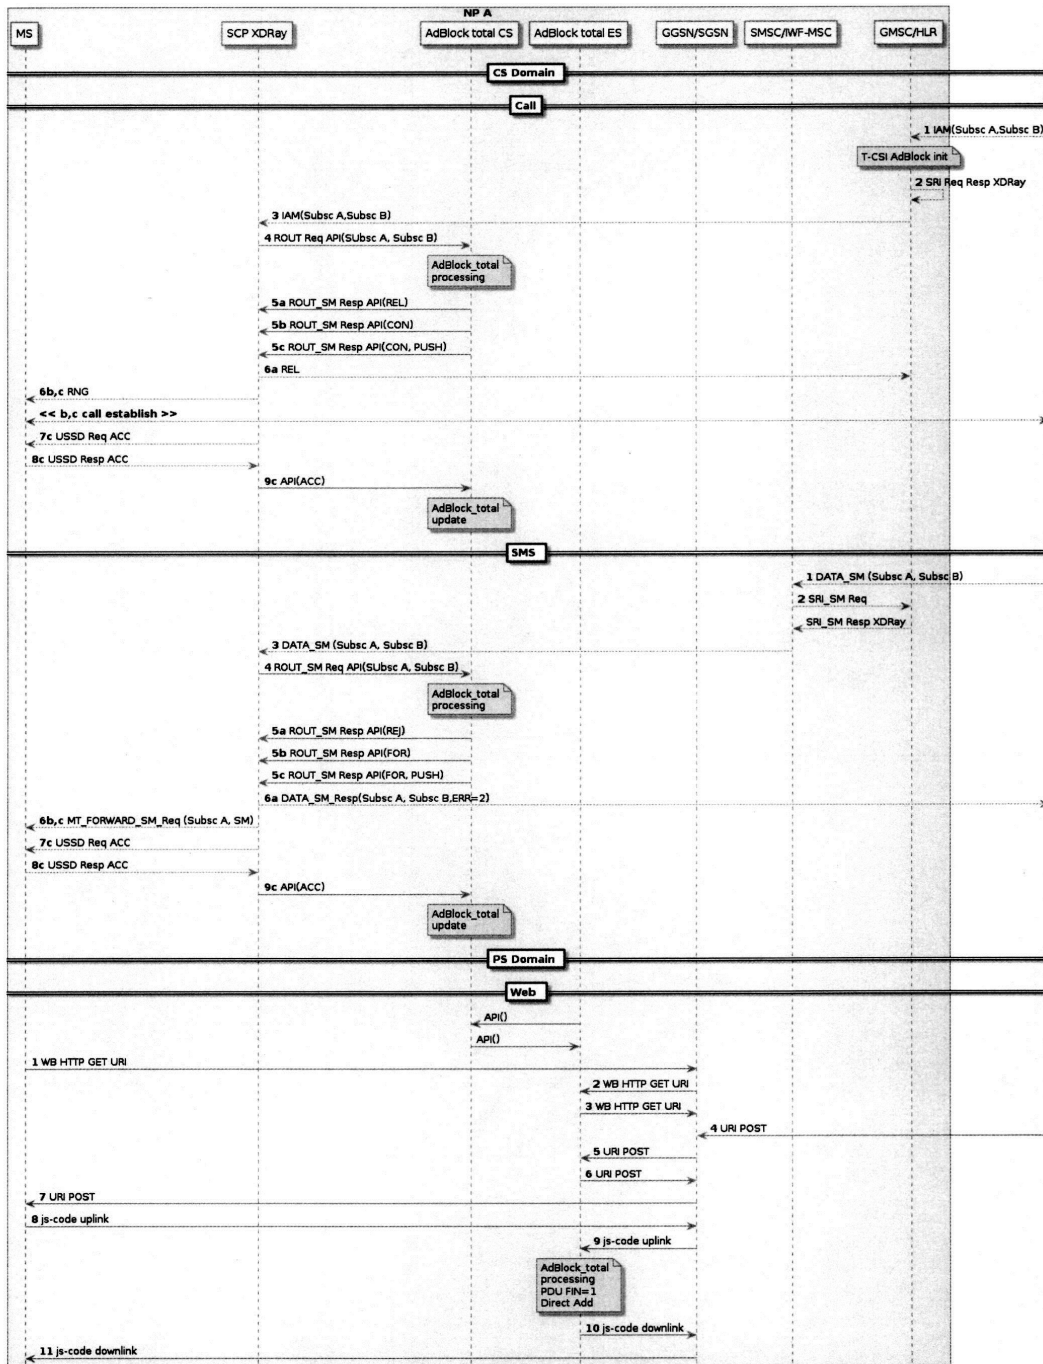 NP A
MS
SCP XDRay
AdBlock total CS
AdBlock total ES
GGSN/SGSN
SMSC/IWF-MSC
GMSC/HLR
CS Domain
Call
1 IAM(Subsc A,Subsc B)
T-CSI AdBlock init
2 SRI Req Resp XDRay
3 IAM(Subsc A,Subsc B)
4 ROUT Req API(SUbsc A, Subsc B)
AdBlock_total
processing
5a ROUT_SM Resp API(REL)
5b ROUT_SM Resp API(CON)
5c ROUT_SM Resp API(CON, PUSH)
6a REL
6b,c RNG
<< b,c call establish >>
7c USSD Req ACC
8c USSD Resp ACC
9c API(ACC)
AdBlock_total
update
SMS
1 DATA_SM (Subsc A, Subsc B)
2 SRI_SM Req
SRI_SM Resp XDRay
3 DATA_SM (Subsc A, Subsc B)
4 ROUT_SM Req API(SUbsc A, Subsc B)
AdBlock_total
processing
5a ROUT_SM Resp API(REJ)
5b ROUT_SM Resp API(FOR)
5c ROUT_SM Resp API(FOR, PUSH)
6a DATA_SM_Resp(Subsc A, Subsc B,ERR=2)
6b,c MT_FORWARD_SM_Req (Subsc A, SM)
7c USSD Req ACC
8c USSD Resp ACC
9c API(ACC)
AdBlock_total
update
PS Domain
Web
API()
API()
1 WB HTTP GET URI
2 WB HTTP GET URI
3 WB HTTP GET URI
4 URI POST
5 URI POST
6 URI POST
7 URI POST
8 js-code uplink
9 js-code uplink
AdBlock_total
processing
PDU FIN=1
Direct Add
10 js-code downlink
11 js-code downlink